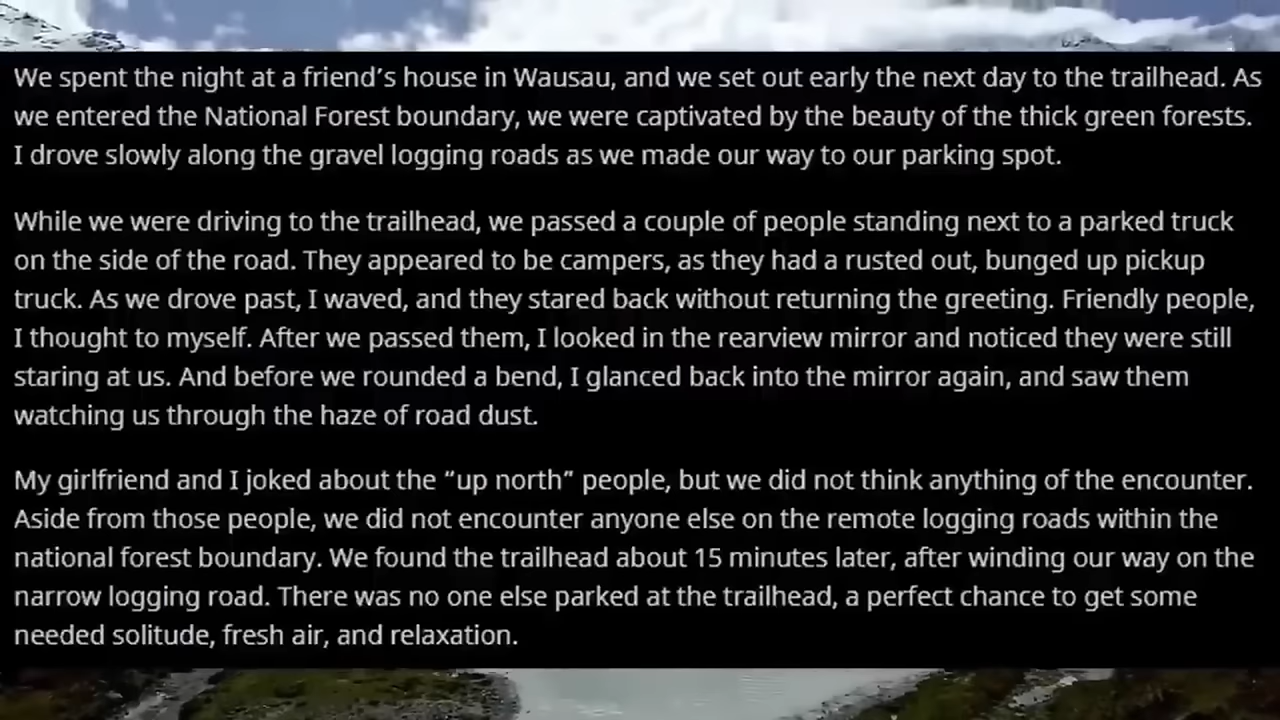 We spent the night at a friend’s house in Wausau, and we set out early the next day to the trailhead. As
we entered the National Forest boundary, we were captivated by the beauty of the thick green forests.
I drove slowly along the gravel logging roads as we made our way to our parking spot.
While we were driving to the trailhead, we passed a couple of people standing next to a parked truck
on the side of the road. They appeared to be campers, as they had a rusted out, bunged up pickup
truck. As we drove past, I waved, and they stared back without returning the greeting. Friendly people,
I thought to myself. After we passed them, I looked in the rearview mirror and noticed they were still
staring at us. And before we rounded a bend, I glanced back into the mirror again, and saw them
watching us through the haze of road dust.
My girlfriend and I joked about the “up north” people, but we did not think anything of the encounter.
Aside from those people, we did not encounter anyone else on the remote logging roads within the
national forest boundary. We found the trailhead about 15 minutes later, after winding our way on the
narrow logging road. There was no one else parked at the trailhead, a perfect chance to get some
needed solitude, fresh air, and relaxation.